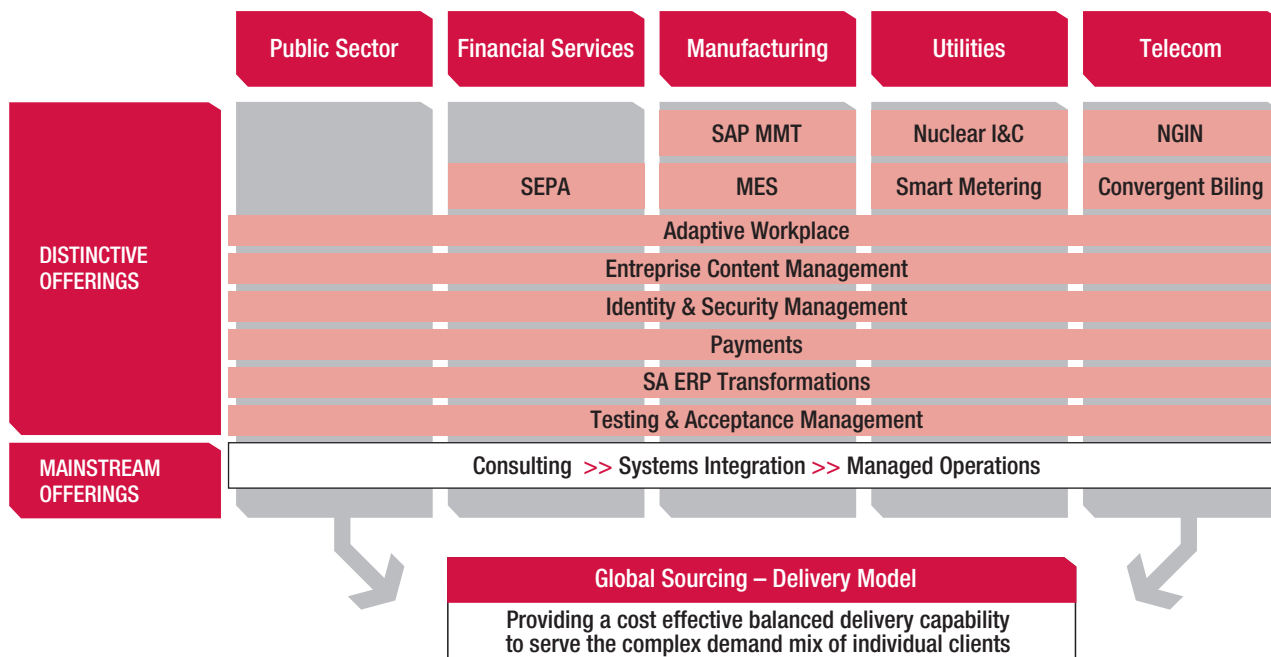 Public Sector
Financial Services
Manufacturing
Utilities
Telecom
DISTINCTIVE
OFFERINGS
SAP MMT
Nuclear I&C
NGIN
SEPA
MES
Smart Metering
Convergent Biling
Adaptive Workplace
Entreprise Content Management
Identity & Security Management
Payments
SA ERP Transformations
Testing & Acceptance Management
MAINSTREAM
OFFERINGS
Consulting >> Systems Integration >> Managed Operations
Global Sourcing – Delivery Model
Providing a cost effective balanced delivery capability
to serve the complex demand mix of individual clients